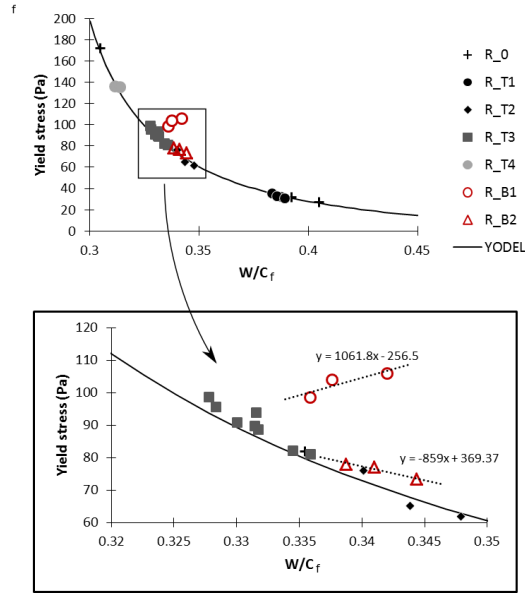 f
200
180
160
140
120
100
80
60
40
20
0
Yield stress (Pa)
0.3
0.35
0.4
0.45
W/C f
R_0
R_T1
R_T2
R_T3
R_T4
R_B1
R_B2
YODEL
120
110
100
90
80
70
60
Yield stress (Pa)
y = 1061.8x - 256.5
y = -859x + 369.37
0.32
0.325
0.33
0.335
0.34
0.345
0.35
W/C f